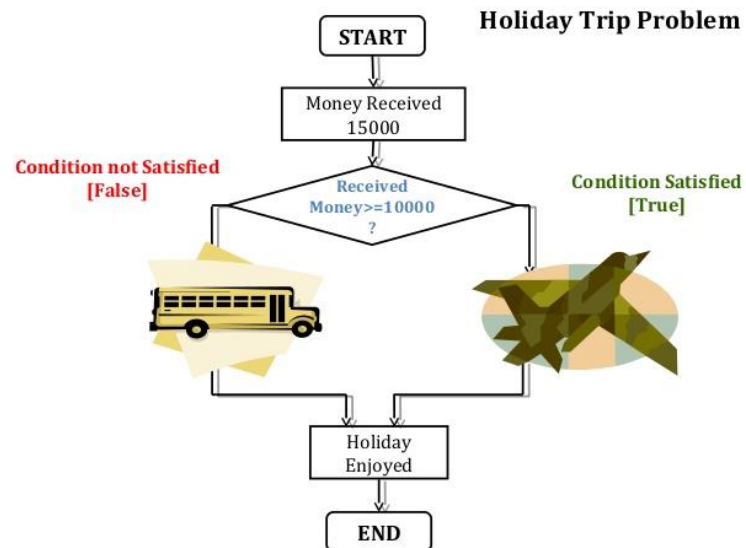 Holiday Trip Problem
START
Money Received
15000
Condition not Satisfied
[False]
Received
Money>=10000
?
Condition Satisfied
[True]
Holiday
Enjoyed
END